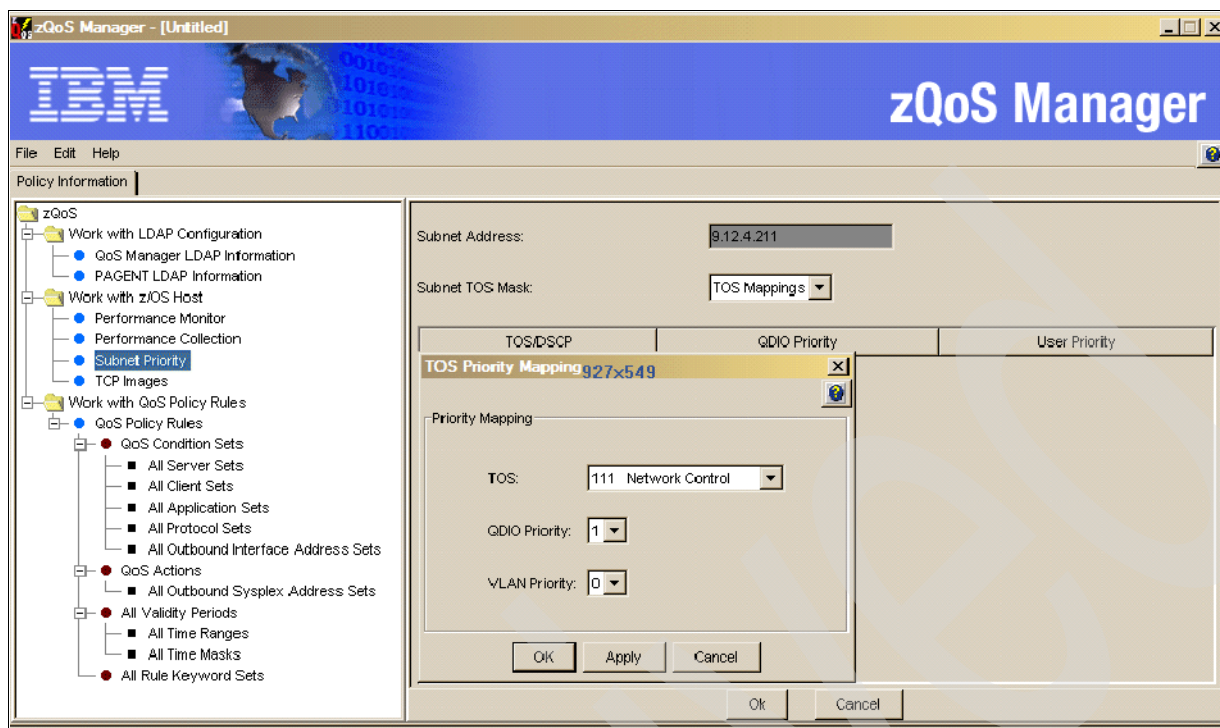 zQoS Manager - [Untitled]
IBM
zQoS Manager
File Edit Help
Policy Information
zQoS
Work with LDAP Configuration
QoS Manager LDAP Information
PAGENT LDAP Information
Work with z/OS Host
Performance Monitor
Performance Collection
Subnet Priority
TCP Images
Work with QoS Policy Rules
QoS Policy Rules
QoS Condition Sets
All Server Sets
All Client Sets
All Application Sets
All Protocol Sets
All Outbound Interface Address Sets
QoS Actions
All Outbound Sysplex Address Sets
All Validity Periods
All Time Ranges
All Time Masks
All Rule Keyword Sets
Subnet Address: 9.12.4.211
Subnet TOS Mask: TOS Mappings
TOS/DSCP QDIO Priority User Priority
TOS Priority Mapping 927x549
Priority Mapping
TOS: 111 Network Control
QDIO Priority: 1
VLAN Priority: 0
OK Apply Cancel
Ok Cancel